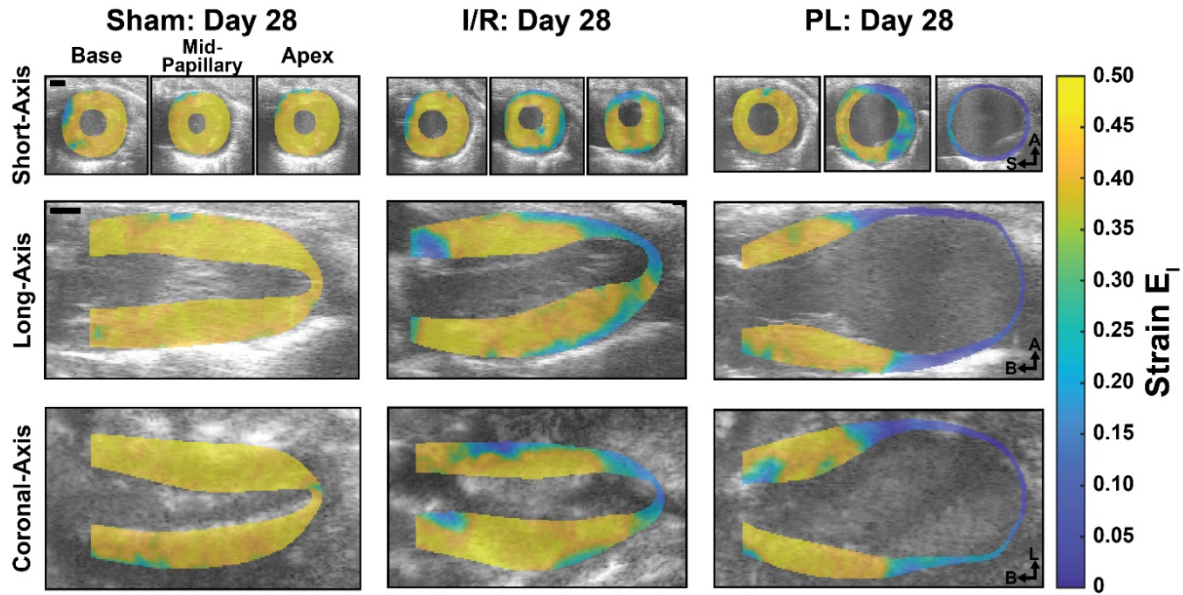 Sham: Day 28
I/R: Day 28
PL: Day 28
Base
Mid-
Papillary
Apex
Short-Axis
A
S
Long-Axis
A
B
Coronal-Axis
L
B
0.50
0.45
0.40
0.35
0.30
0.25
0.20
0.15
0.10
0.05
0
Strain EI